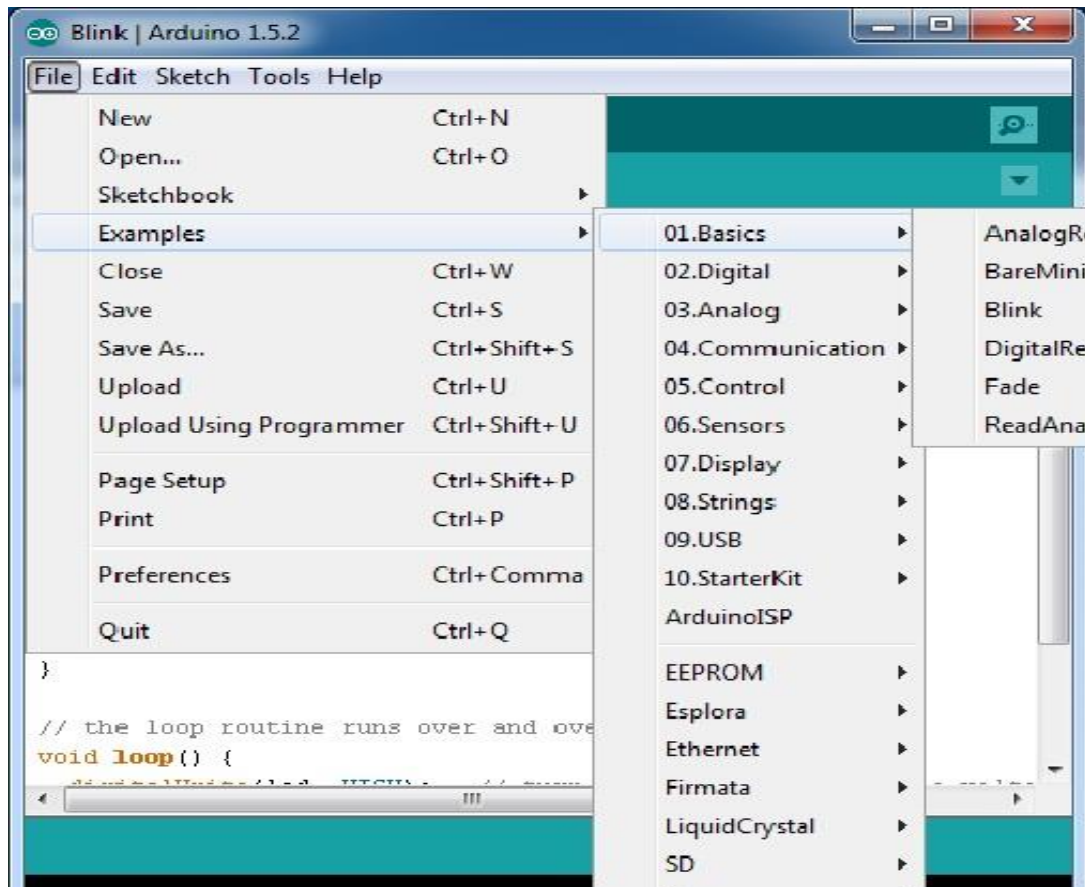 Blink | Arduino 1.5.2
File Edit Sketch Tools Help
New Ctrl+N
Open... Ctrl+O
Sketchbook
Examples
Close Ctrl+W
Save Ctrl+S
Save As... Ctrl+Shift+S
Upload Ctrl+U
Upload Using Programmer Ctrl+Shift+U
Page Setup Ctrl+Shift+P
Print Ctrl+P
Preferences Ctrl+Comma
Quit Ctrl+Q
01.Basics
02.Digital
03.Analog
04.Communication
05.Control
06.Sensors
07.Display
08.Strings
09.USB
10.StarterKit
ArduinoISP
EEPROM
Esplora
Ethernet
Firmata
LiquidCrystal
SD
AnalogRe
BareMini
Blink
DigitalRe
Fade
ReadAna
}
// the loop routine runs over and ove
void loop() {